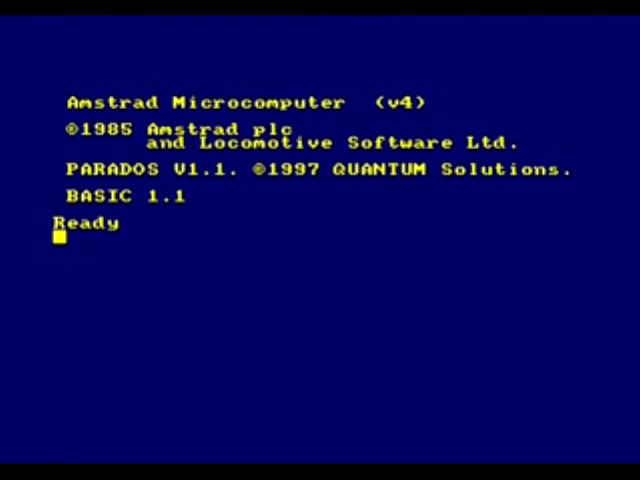 Amstrad Microcomputer (v4)
©1985 Amstrad plc
and Locomotive Software Ltd.
PARADOS V1.1. ©1997 QUANTUM Solutions.
BASIC 1.1
Ready